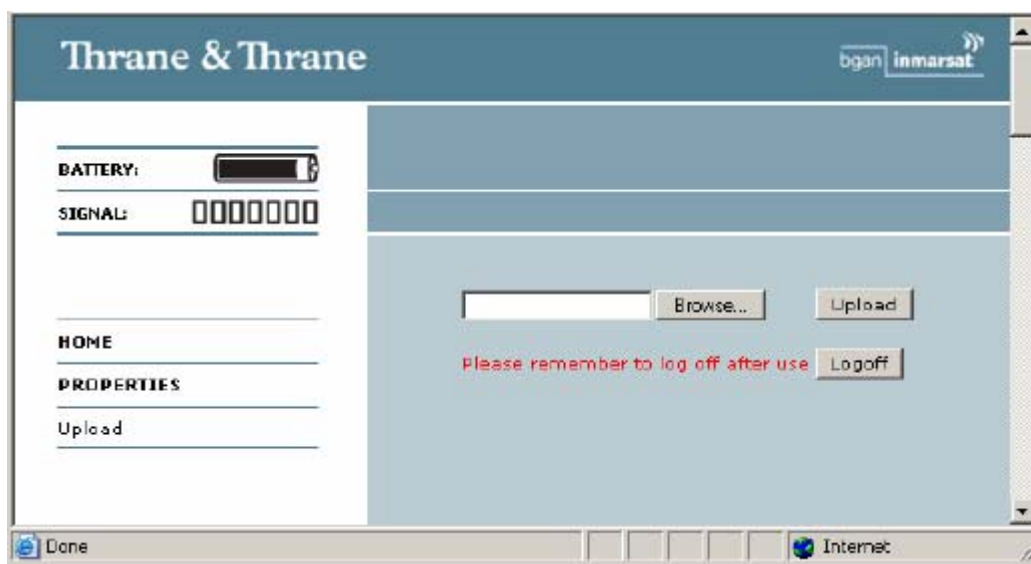 Thrane & Thrane
bgan inmarsat
BATTERY:
SIGNAL:
Browse... Upload
Please remember to log off after use Logoff
HOME
PROPERTIES
Upload
Done
Internet